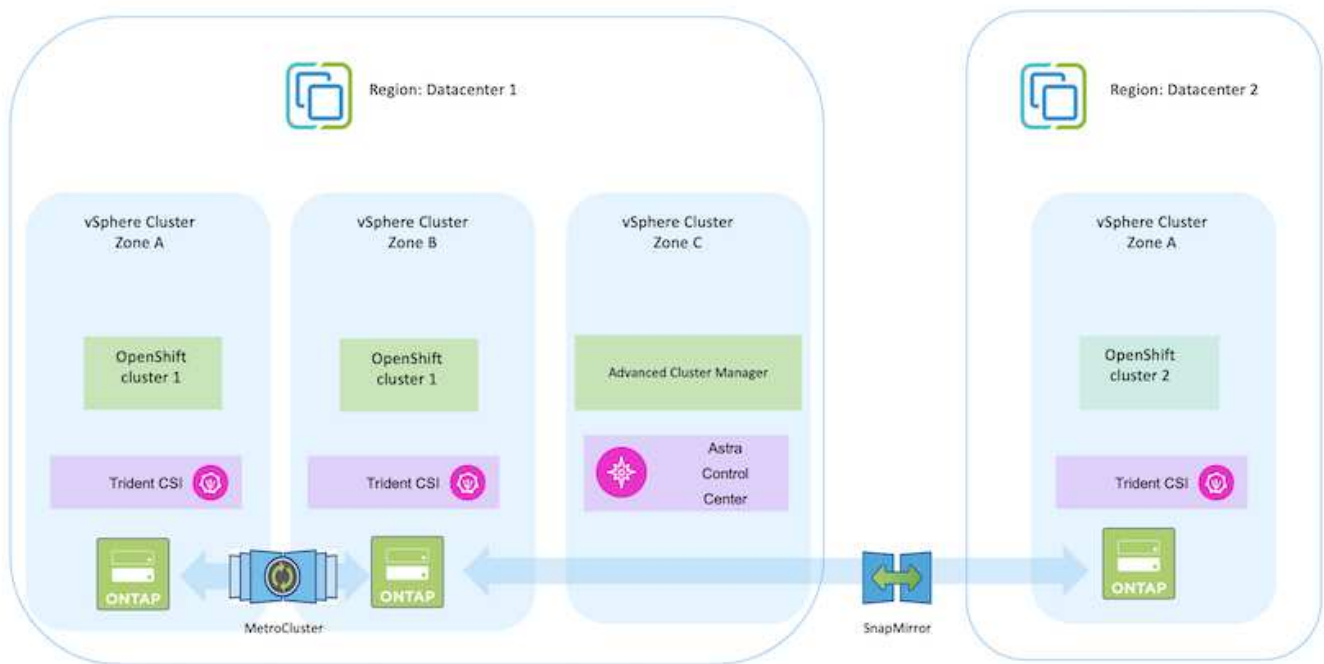 Region: Datacenter 1
Region: Datacenter 2
vSphere Cluster
Zone A
vSphere Cluster
Zone B
vSphere Cluster
Zone C
vSphere Cluster
Zone A
OpenShift
cluster 1
OpenShift
cluster 1
Advanced Cluster Manager
OpenShift
cluster 2
Trident CSI
Trident CSI
Astra
Control
Center
Trident CSI
ONTAP
ONTAP
ONTAP
MetroCluster
SnapMirror